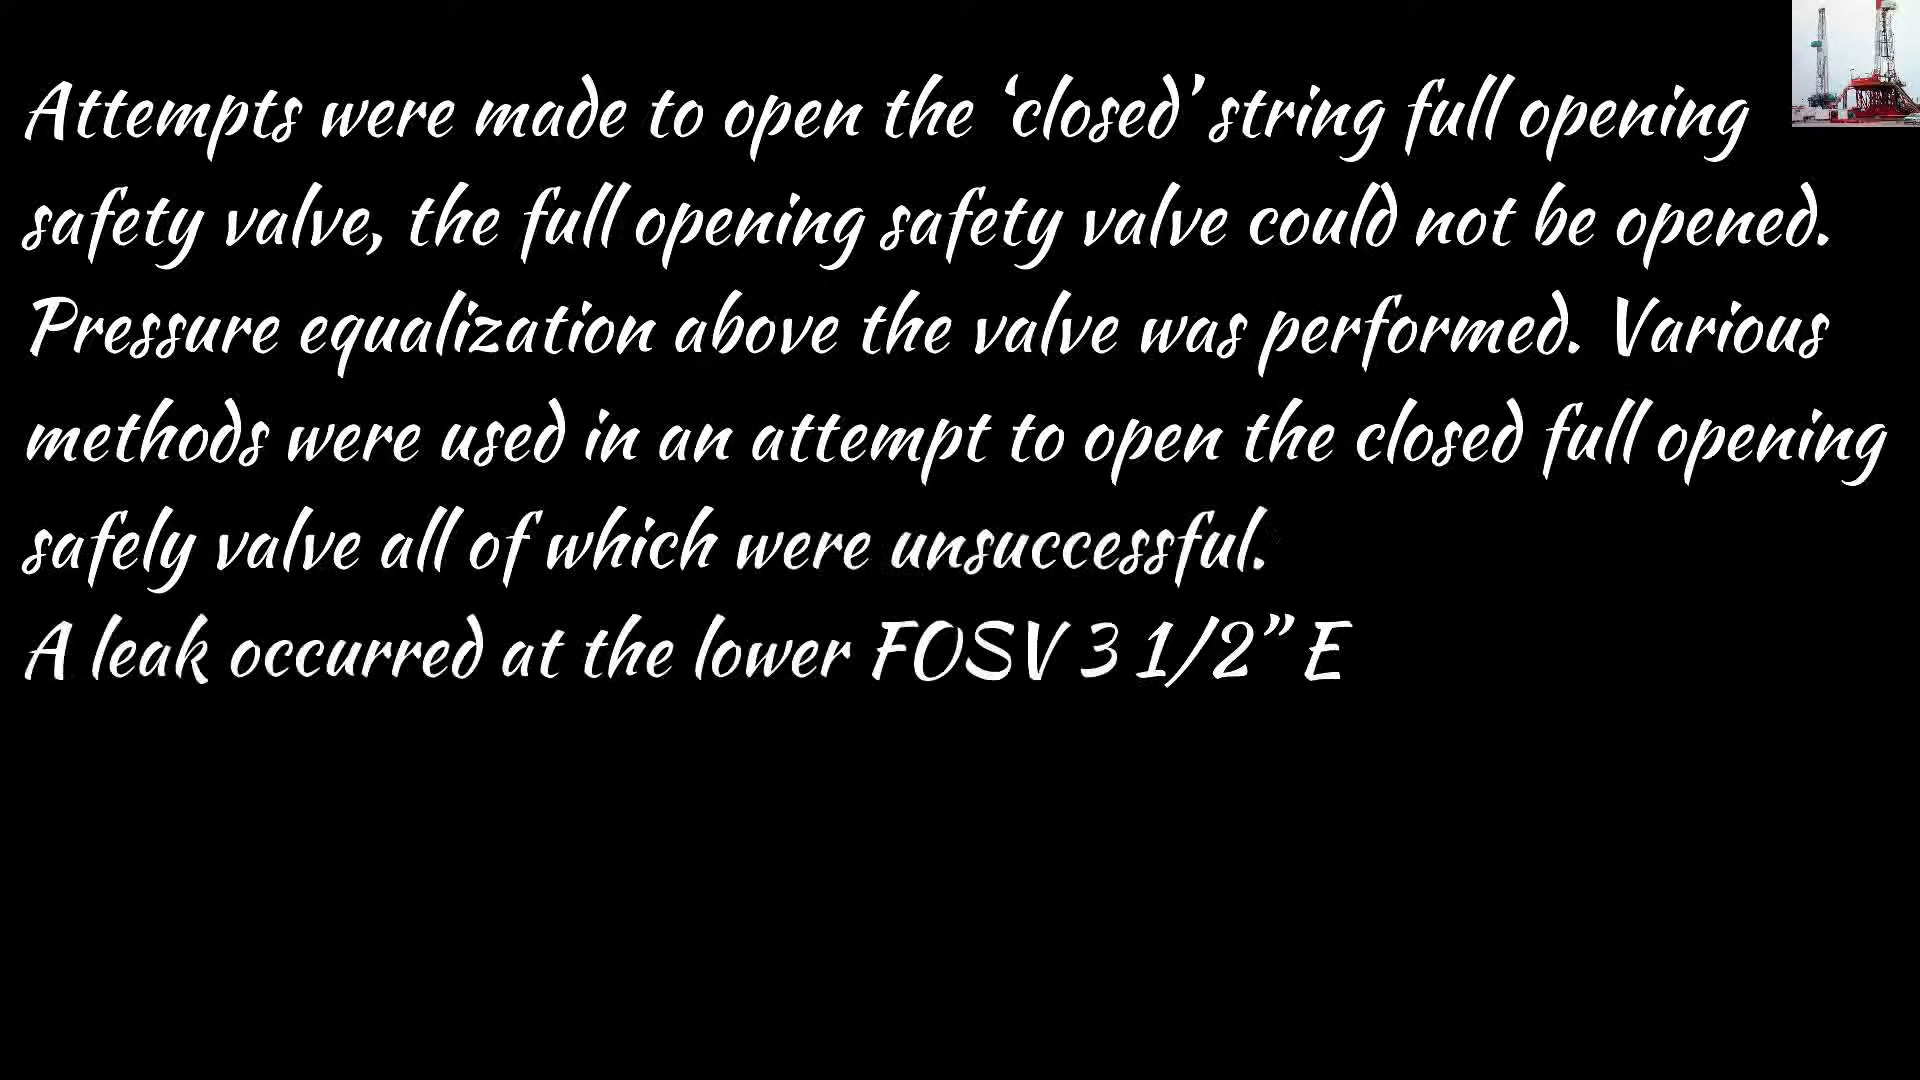 Attempts were made to open the ‘closed’ string full opening
safety valve, the full opening safety valve could not be opened.
Pressure equalization above the valve was performed. Various
methods were used in an attempt to open the closed full opening
safely valve all of which were unsuccessful.
A leak occurred at the lower FOSV 3 1/2” E